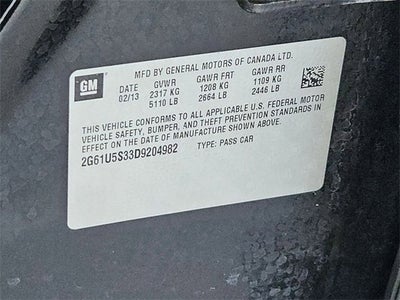 GM
MFD BY GENERAL MOTORS OF CANADA LTD.
DATE GVWR GAWR FRT GAWR RR
02/13 2317 KG 1208 KG 1109 KG
5110 LB 2664 LB 2446 LB
THIS VEHICLE CONFORMS TO ALL APPLICABLE U.S. FEDERAL MOTOR
VEHICLE SAFETY, BUMPER, AND THEFT PREVENTION STANDARDS IN
EFFECT ON THE DATE OF MANUFACTURE SHOWN ABOVE.
2G61U5S33D9204982 TYPE: PASS CAR